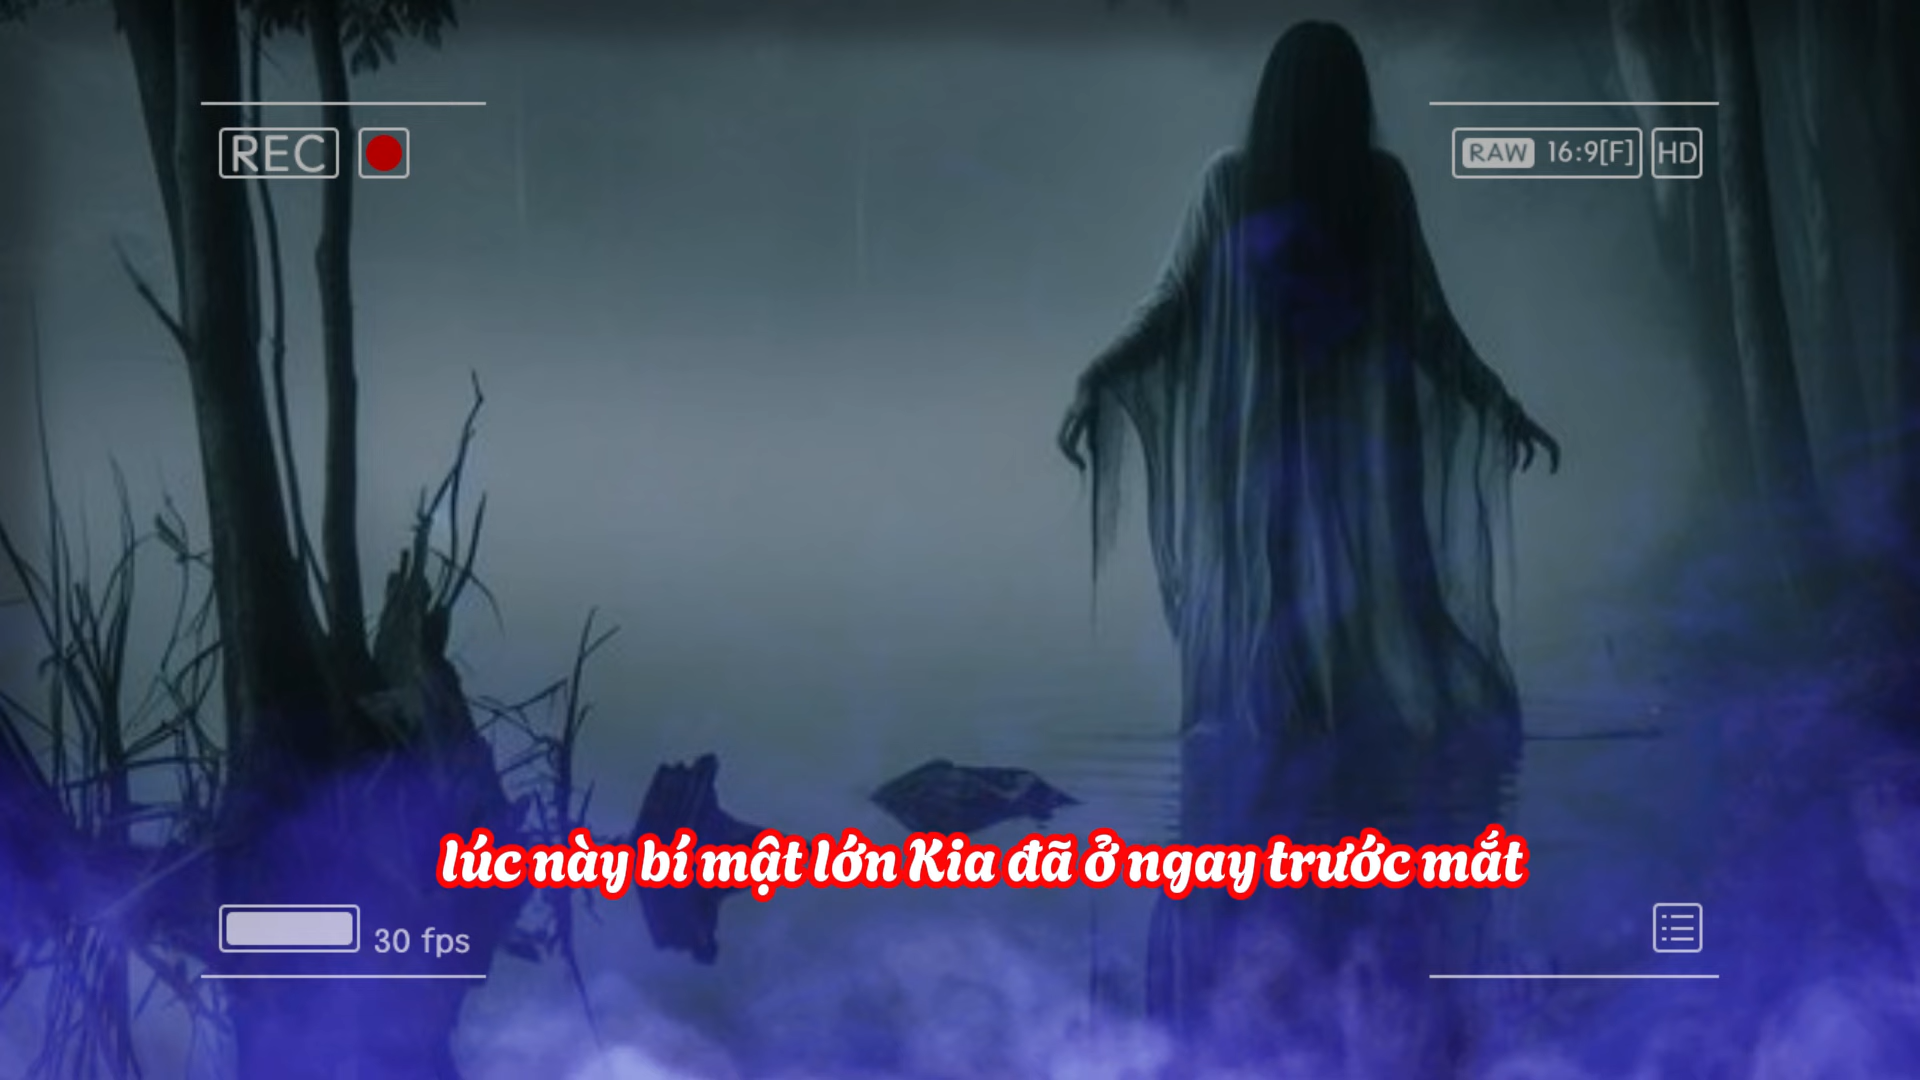 REC
RAW 16:9[F] HD
lúc này bí mật lớn Kia đã ở ngay trước mắt
30 fps